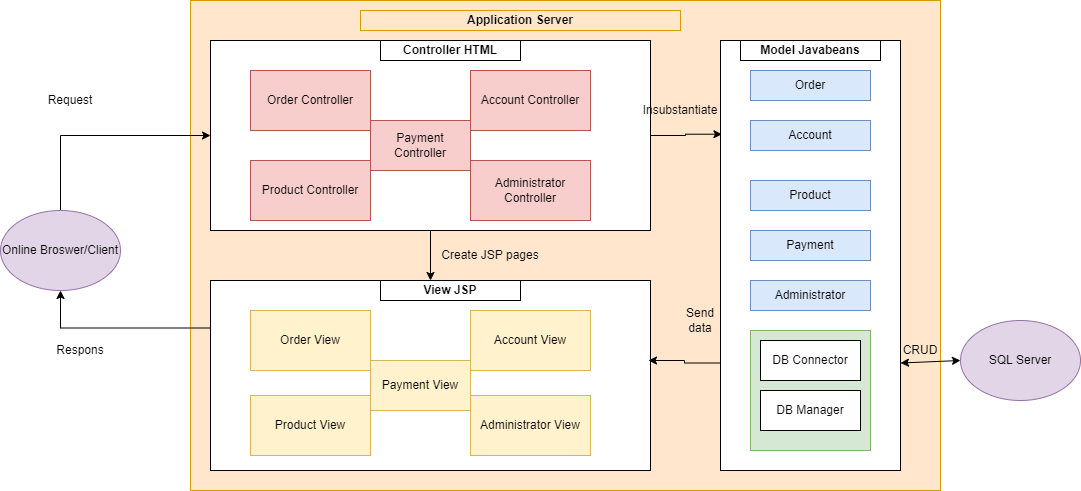 Application Server
Controller HTML
Model Javabeans
Request
Order Controller
Account Controller
Insubstantiate
Payment
Controller
Product Controller
Administrator
Controller
Order
Account
Product
Payment
Administrator
Online Broswer/Client
Create JSP pages
View JSP
Send
data
Respons
Order View
Account View
Payment View
Product View
Administrator View
DB Connector
DB Manager
CRUD
SQL Server